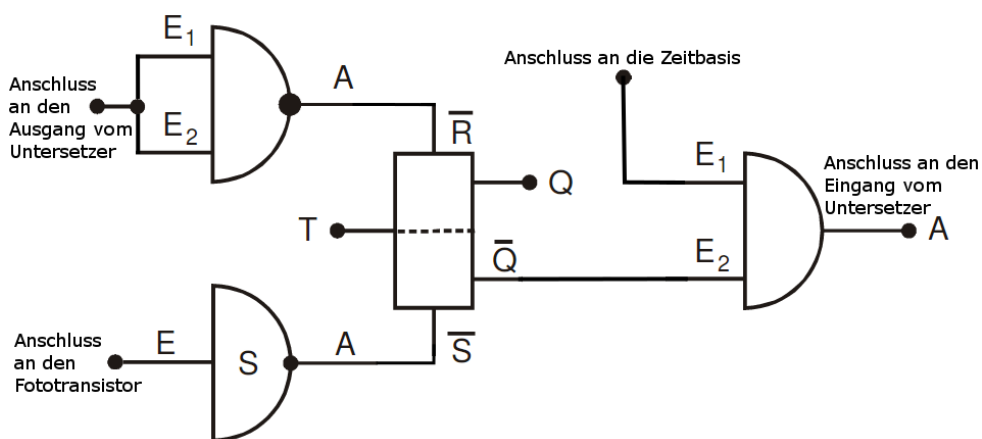 E₁
Anschluss an die Zeitbasis
Anschluss
an den
Ausgang vom
Untersetzer
A
E₂
R̅
E₁
Anschluss an den
Eingang vom
Untersetzer
Q
T
A
Q̅
E₂
Anschluss
an den
Fototransistor
E
S
A
S̅